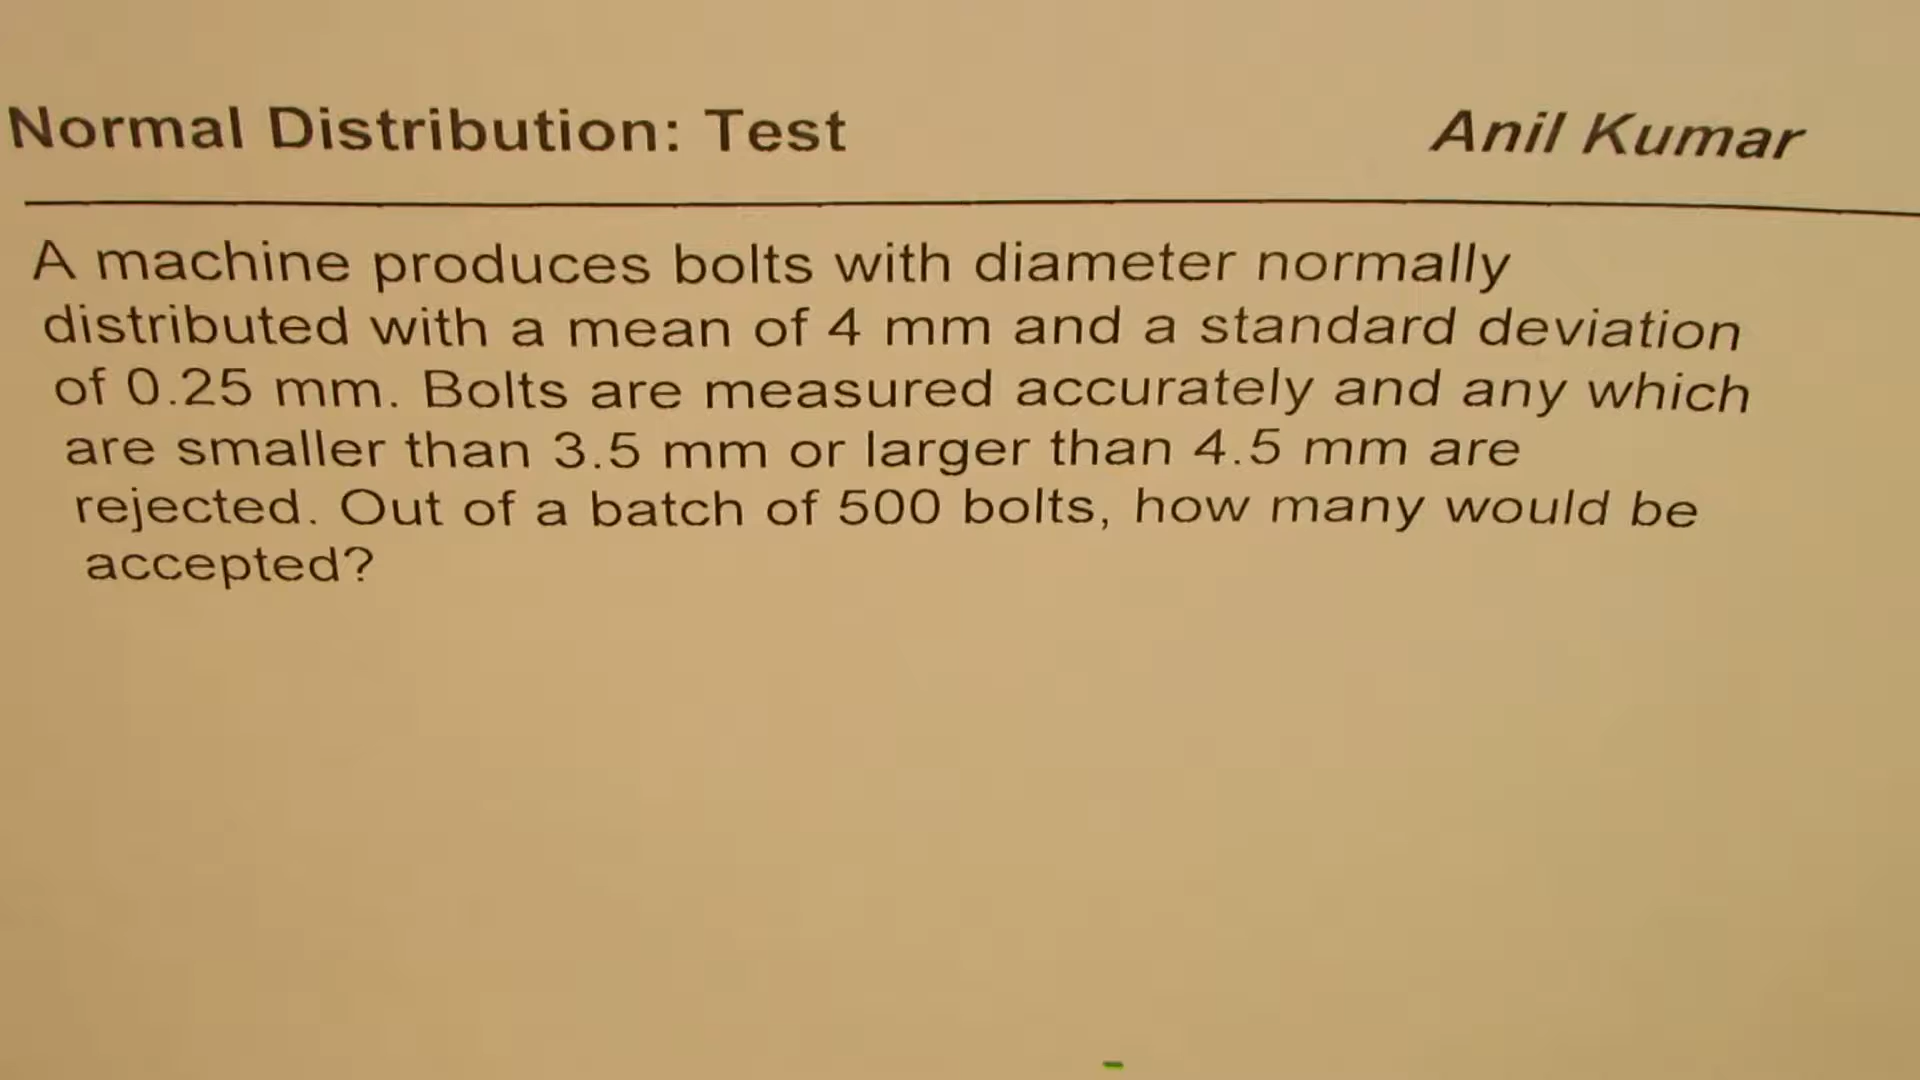 Normal Distribution: Test
Anil Kumar
A machine produces bolts with diameter normally
distributed with a mean of 4 mm and a standard deviation
of 0.25 mm. Bolts are measured accurately and any which
are smaller than 3.5 mm or larger than 4.5 mm are
rejected. Out of a batch of 500 bolts, how many would be
accepted?